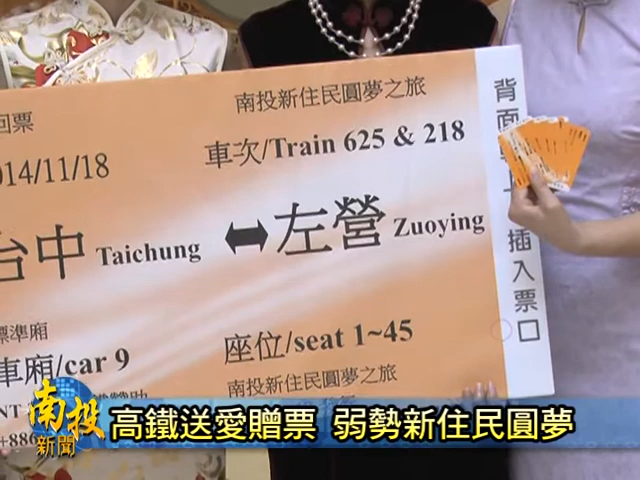 回票
南投新住民圓夢之旅
014/11/18
車次/Train 625 & 218
台中 Taichung
左營 Zuoying
標準廂
車廂/car 9
座位/seat 1~45
南投新住民圓夢之旅
NT
+886
背面
插入票口
南投新聞
高鐵送愛贈票 弱勢新住民圓夢